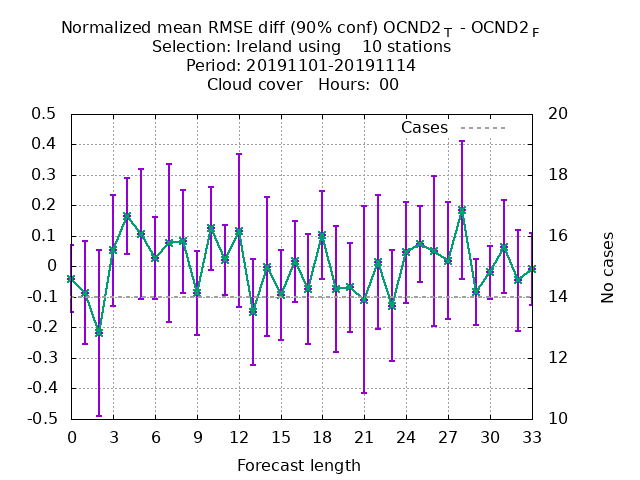 Normalized mean RMSE diff (90% conf) OCND2 T - OCND2 F
Selection: Ireland using 10 stations
Period: 20191101-20191114
Cloud cover Hours: 00
Cases
0.5
0.4
0.3
0.2
0.1
0
-0.1
-0.2
-0.3
-0.4
-0.5
20
18
16
14
12
10
No cases
0 3 6 9 12 15 18 21 24 27 30 33
Forecast length